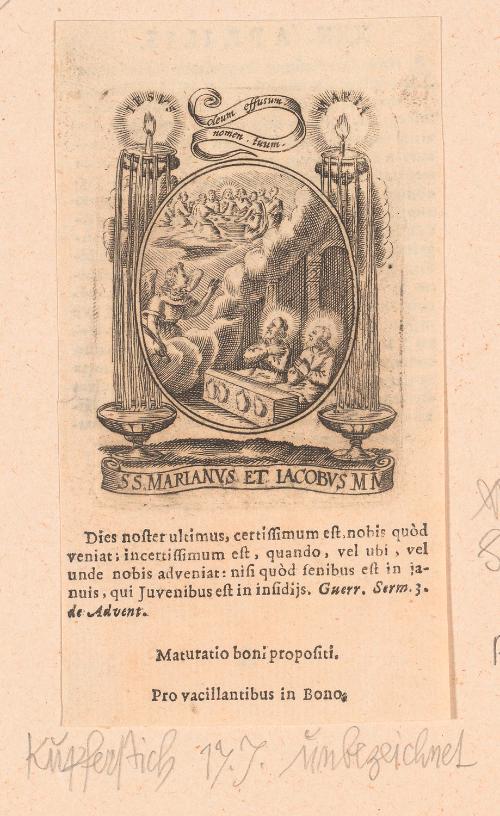 IESVS
MARIA
oleum effusum.
nomen. tuum.
SS. MARIANVS ET IACOBVS MM
Dies noster ultimus, certissimum est, nobis quòd
veniat; incertissimum est, quando, vel ubi, vel
unde nobis adveniat: nisi quòd senibus est in ja-
nuis, qui Juvenibus est in insidijs. Guerr. Serm. 3.
de Advent.
Maturatio boni propositi.
Pro vacillantibus in Bono.
Kupferstich 17. J. unbezeichnet